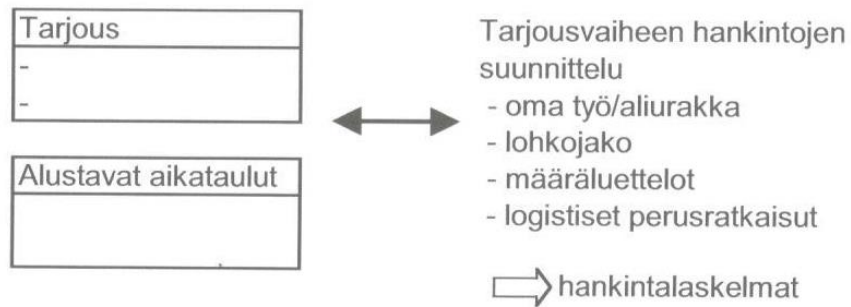 Tarjous
-
-
Alustavat aikataulut
Tarjousvaiheen hankintojen
suunnittelu
- oma työ/aliurakka
- lohkojako
- määräluettelot
- logistiset perusratkaisut
hankintalaskelmat